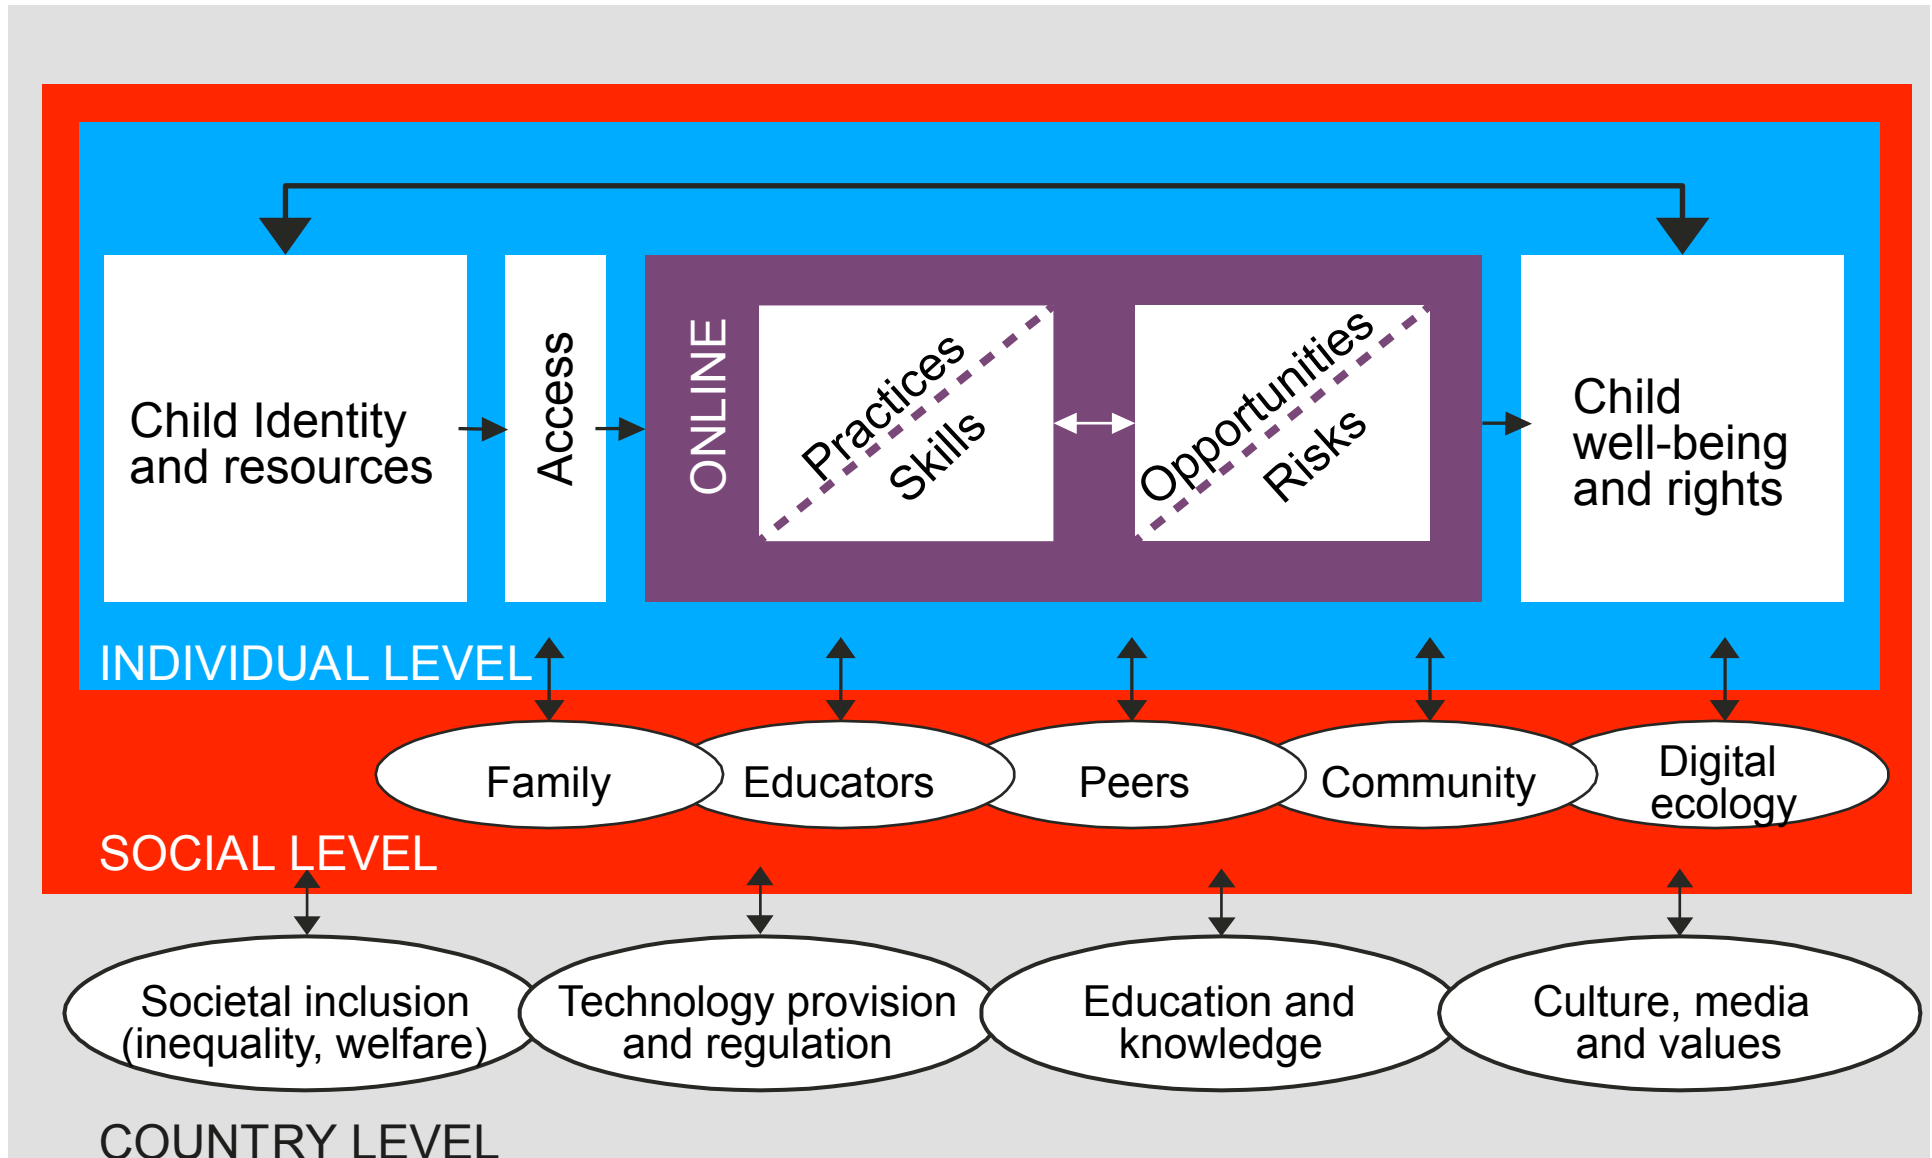 Child Identity
and resources
Access
ONLINE
Practices
Skills
Opportunities
Risks
Child
well-being
and rights
INDIVIDUAL LEVEL
Family
Educators
Peers
Community
Digital
ecology
SOCIAL LEVEL
Societal inclusion
(inequality, welfare)
Technology provision
and regulation
Education and
knowledge
Culture, media
and values
COUNTRY LEVEL